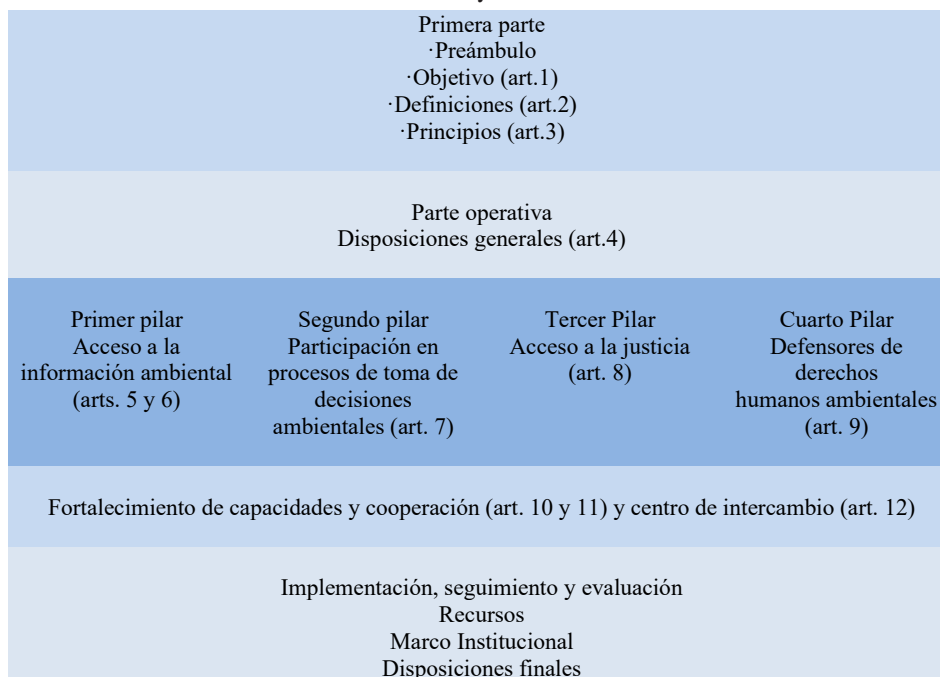 Primera parte
·Preámbulo
·Objetivo (art.1)
·Definiciones (art.2)
·Principios (art.3)
Parte operativa
Disposiciones generales (art.4)
Primer pilar
Acceso a la
información ambiental
(arts. 5 y 6)
Segundo pilar
Participación en
procesos de toma de
decisiones
ambientales (art. 7)
Tercer Pilar
Acceso a la justicia
(art. 8)
Cuarto Pilar
Defensores de
derechos
humanos ambientales
(art. 9)
Fortalecimiento de capacidades y cooperación (art. 10 y 11) y centro de intercambio (art. 12)
Implementación, seguimiento y evaluación
Recursos
Marco Institucional
Disposiciones finales